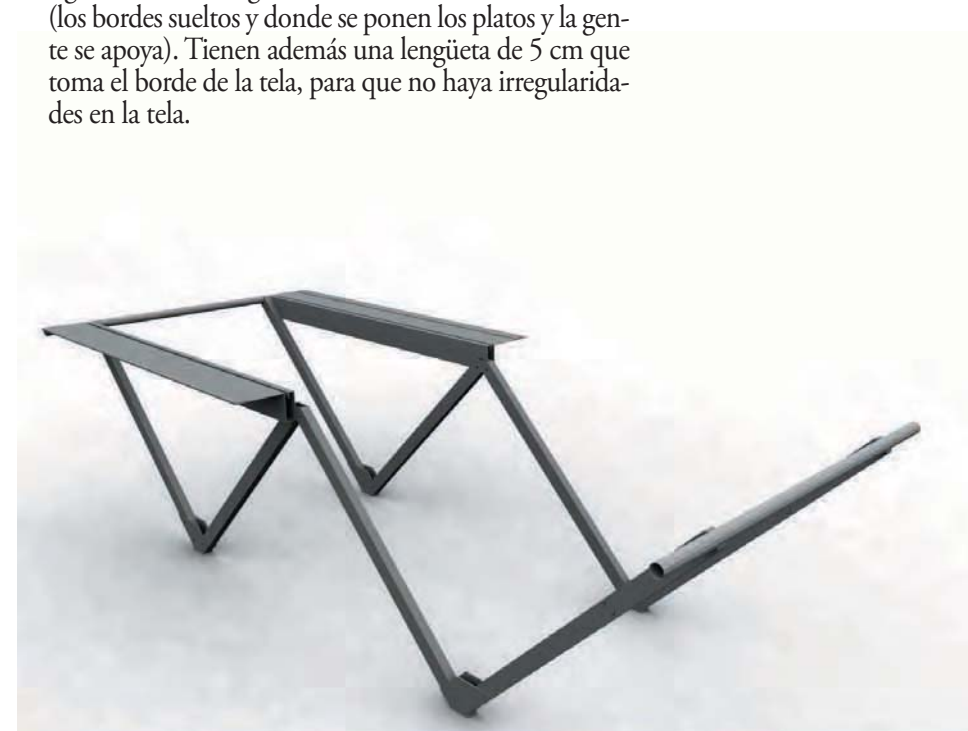 (los bordes sueltos y donde se ponen los platos y la gen-
te se apoya). Tienen además una lengüeta de 5 cm que
toma el borde de la tela, para que no haya irregularida-
des en la tela.